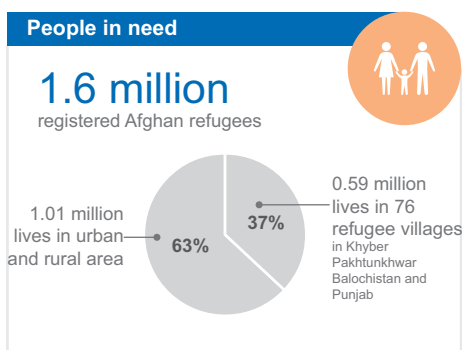 People in need
1.6 million
registered Afghan refugees
1.01 million
lives in urban
and rural area
63%
37%
0.59 million
lives in 76
refugee villages
in Khyber
Pakhtunkhwar
Balochistan and
Punjab